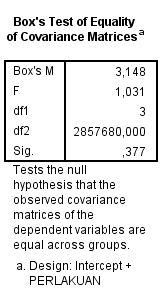 Box's Test of Equality
of Covariance Matrices a
Box's M 3,148
F 1,031
df1 3
df2 2857680,000
Sig. ,377
Tests the null
hypothesis that the
observed covariance
matrices of the
dependent variables are
equal across groups.
a. Design: Intercept +
PERLAKUAN